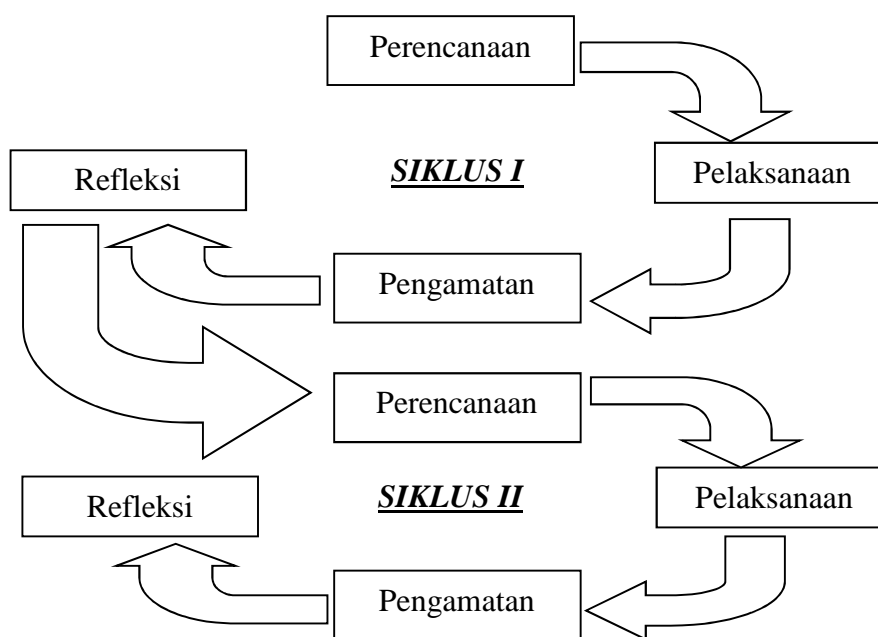 Perencanaan
Refleksi
SIKLUS I
Pelaksanaan
Pengamatan
Perencanaan
Refleksi
SIKLUS II
Pelaksanaan
Pengamatan